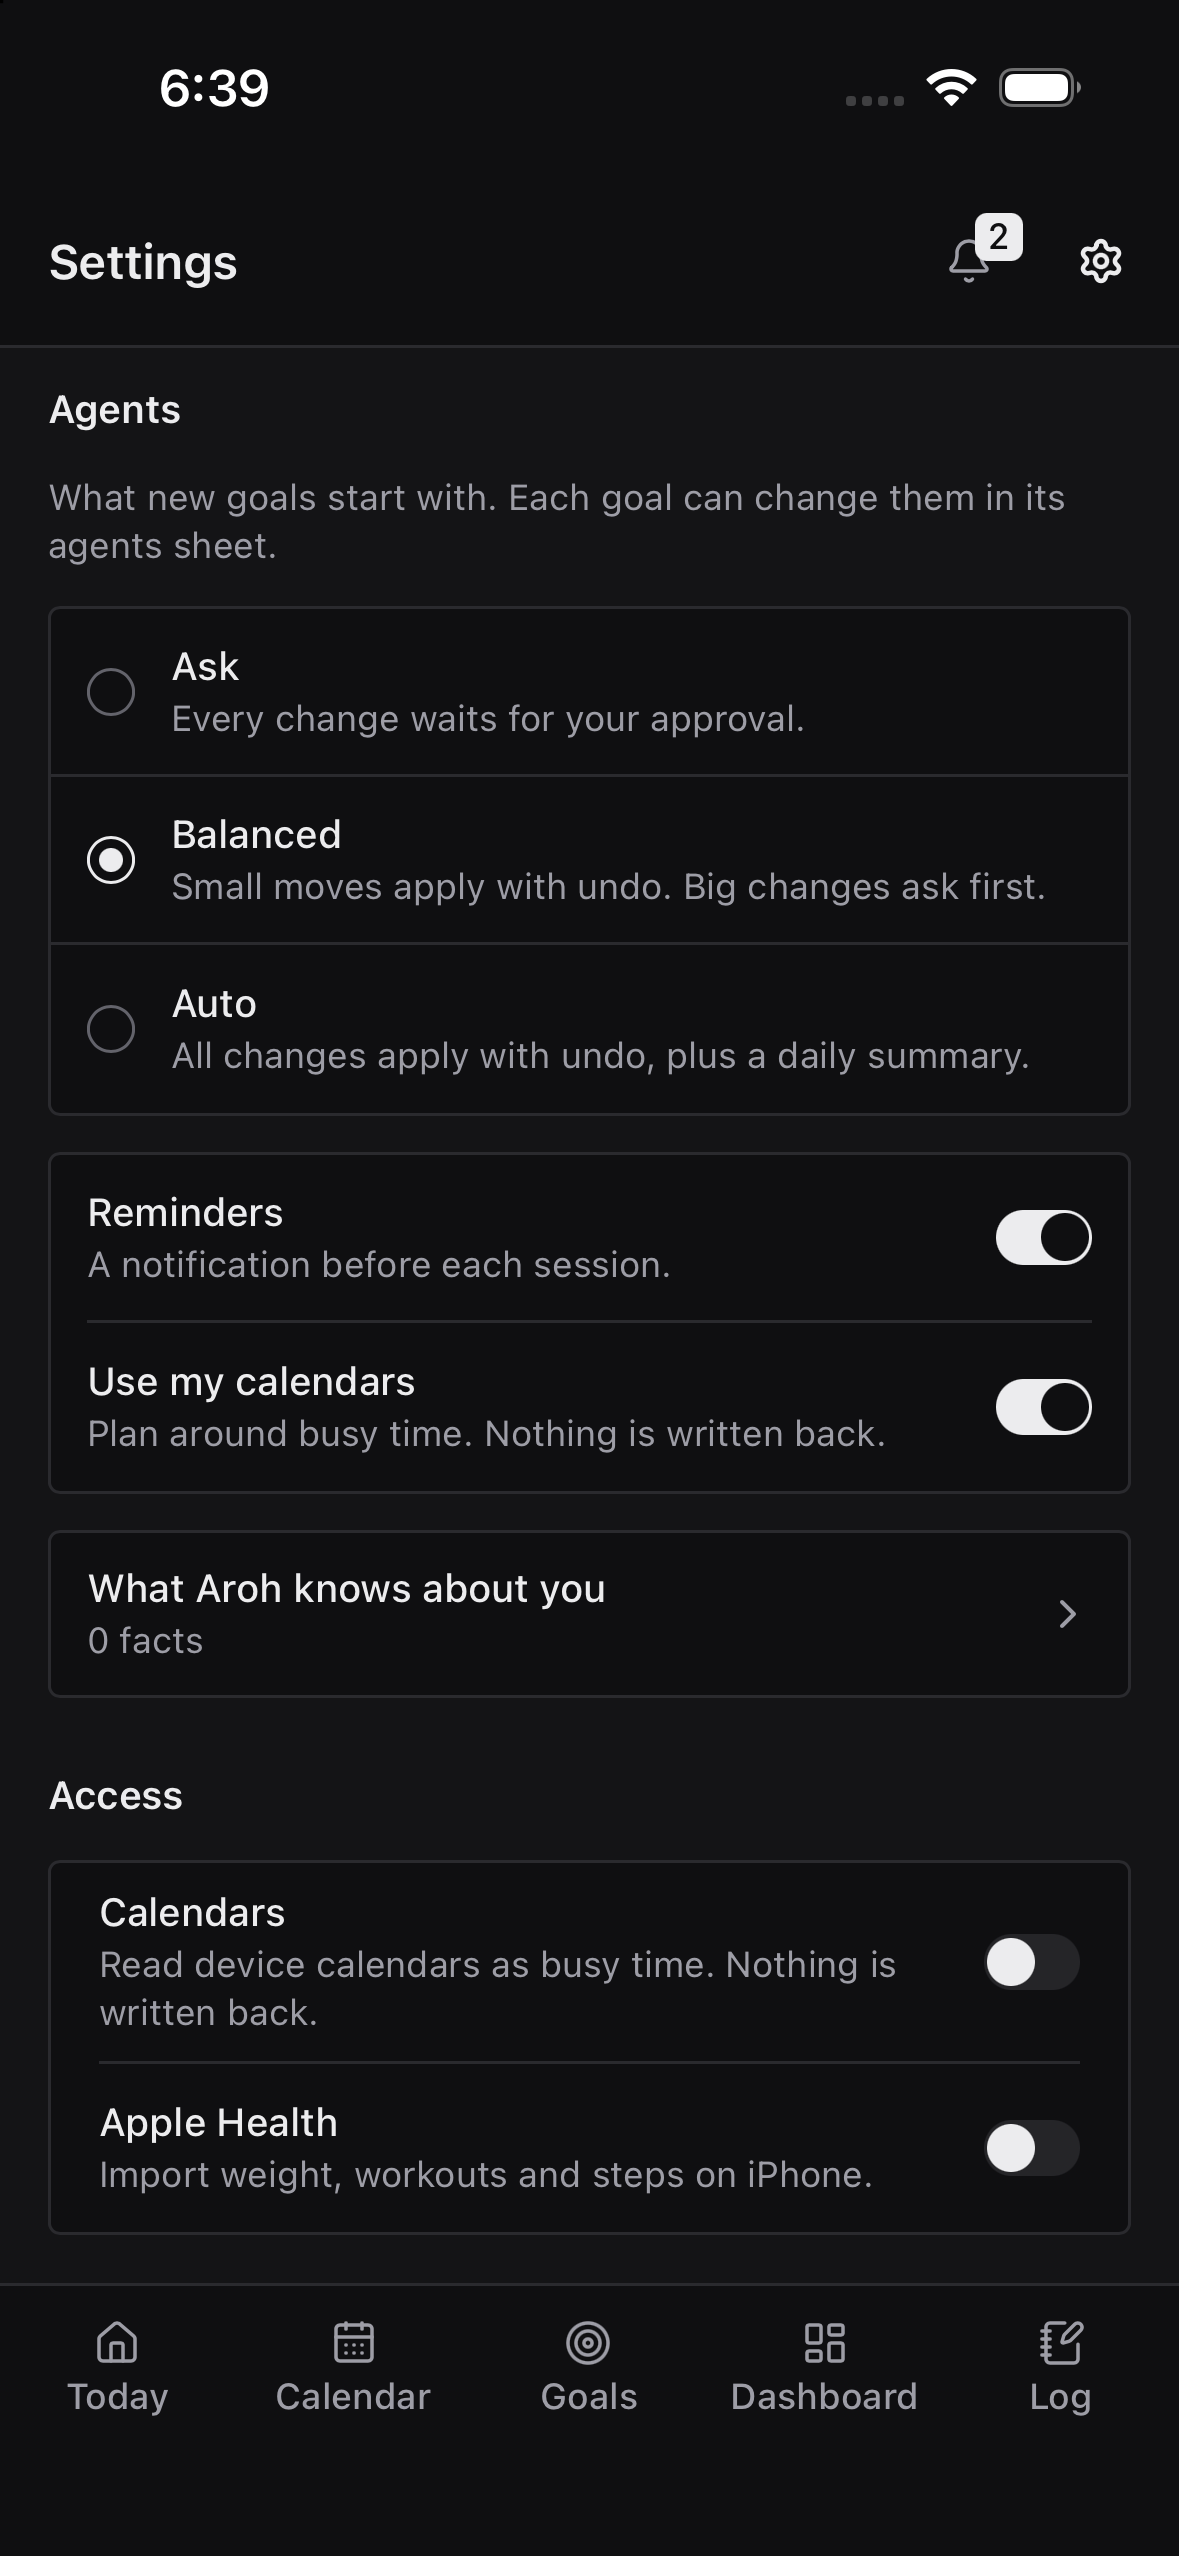 6:39
Settings
2
Agents
What new goals start with. Each goal can change them in its
agents sheet.
Ask
Every change waits for your approval.
Balanced
Small moves apply with undo. Big changes ask first.
Auto
All changes apply with undo, plus a daily summary.
Reminders
A notification before each session.
Use my calendars
Plan around busy time. Nothing is written back.
What Aroh knows about you
0 facts
Access
Calendars
Read device calendars as busy time. Nothing is
written back.
Apple Health
Import weight, workouts and steps on iPhone.
Today
Calendar
Goals
Dashboard
Log